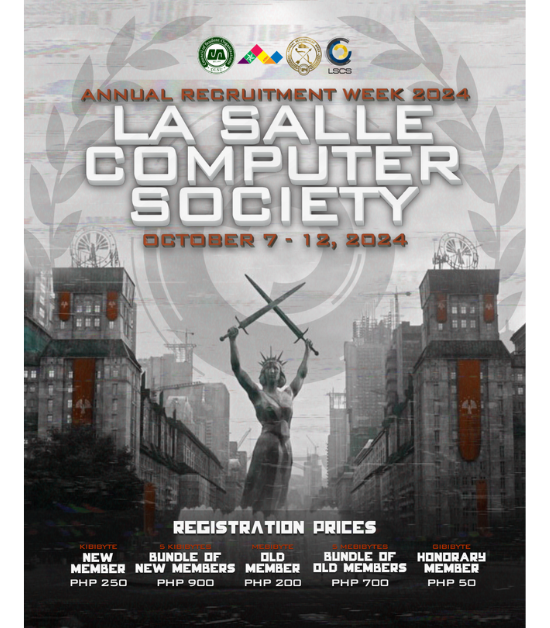 LSCS
ANNUAL RECRUITMENT WEEK 2024
LA SALLE
COMPUTER
SOCIETY
OCTOBER 7 - 12, 2024
REGISTRATION PRICES
KIBIBYTE
NEW
MEMBER
PHP 250
BUNDLE OF
NEW MEMBERS
PHP 900
OLD
MEMBER
PHP 200
BUNDLE OF
OLD MEMBERS
PHP 700
GIBIBYTE
HONORARY
MEMBER
PHP 50